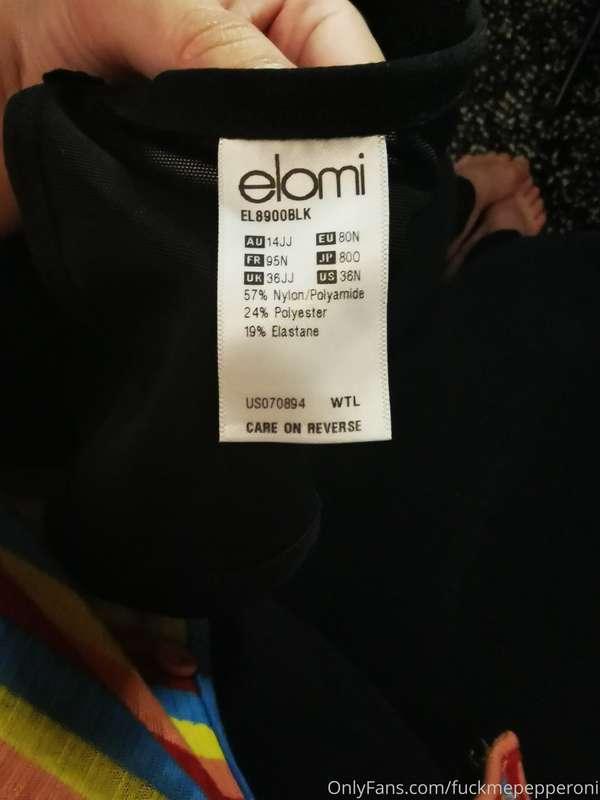 elomi
EL8900BLK
AU 14JJ EU 80N
FR 95N JP 80O
UK 36JJ US 36N
57% Nylon/Polyamide
24% Polyester
19% Elastane
US070894 WTL
CARE ON REVERSE
OnlyFans.com/fuckmepepperoni